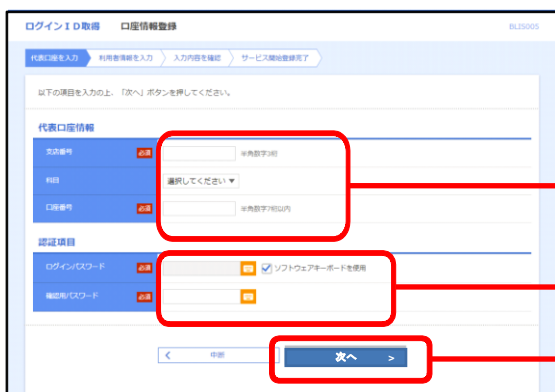 ログインＩＤ取得 口座情報登録 BLIS005
代表口座を入力 利用者情報を入力 入力内容を確認 サービス開始登録完了
以下の項目を入力の上、「次へ」ボタンを押してください。
代表口座情報
支店番号 必須 半角数字3桁
科目 選択してください ▼
口座番号 必須 半角数字7桁以内
認証項目
ログインパスワード 必須 ソフトウェアキーボードを使用
確認用パスワード 必須
< 中断 次へ >